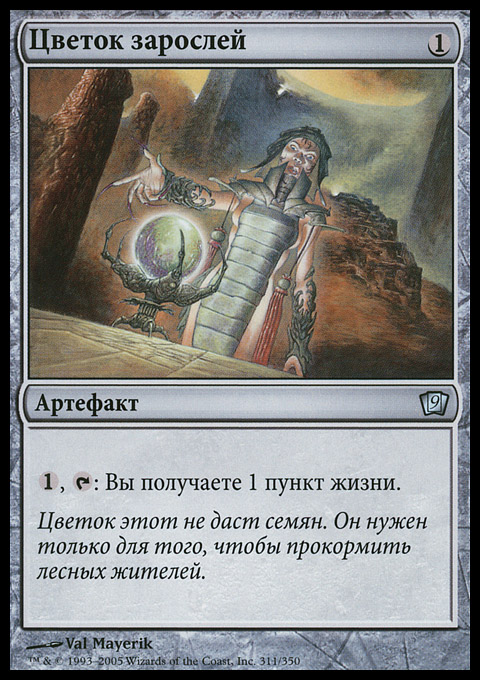 Цветок зарослей 1
Артефакт 9
1, : Вы получаете 1 пункт жизни.
Цветок этот не даст семян. Он нужен
только для того, чтобы прокормить
лесных жителей.
Val Mayerik
™ & © 1993–2005 Wizards of the Coast, Inc. 311/350